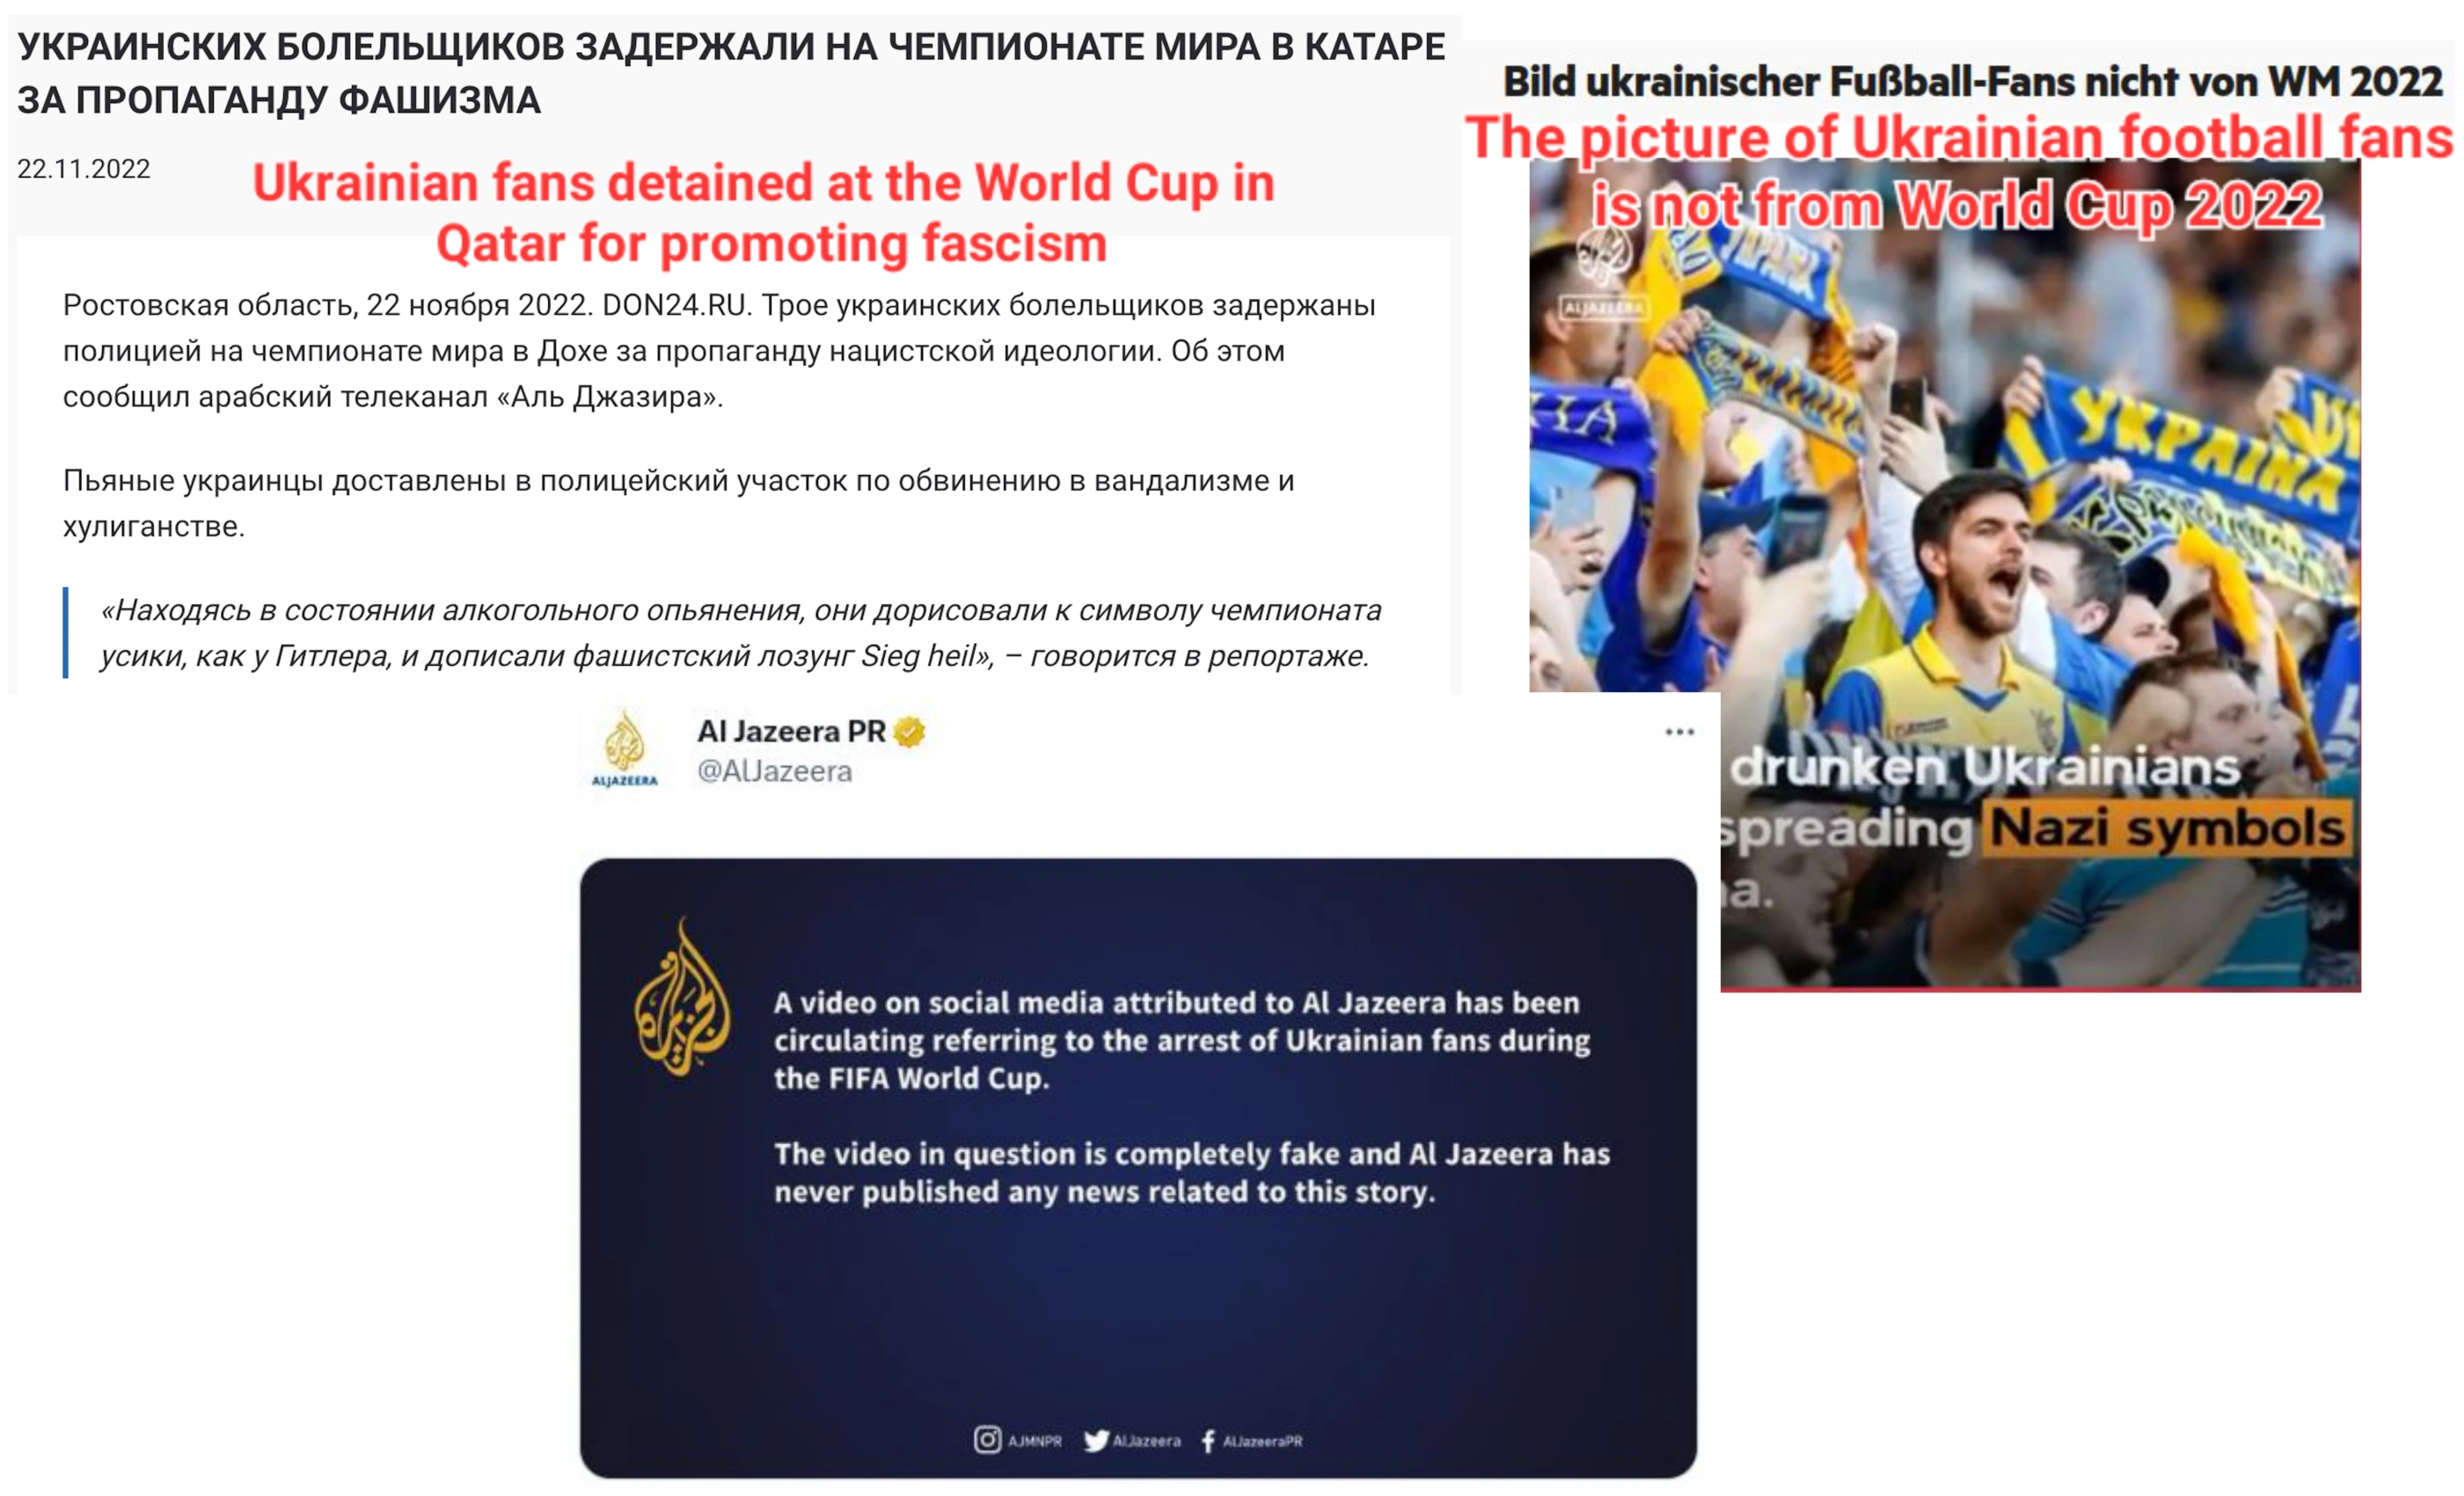 УКРАИНСКИХ БОЛЕЛЬЩИКОВ ЗАДЕРЖАЛИ НА ЧЕМПИОНАТЕ МИРА В КАТАРЕ
ЗА ПРОПАГАНДУ ФАШИЗМА
22.11.2022
Ukrainian fans detained at the World Cup in
Qatar for promoting fascism
Ростовская область, 22 ноября 2022. DON24.RU. Трое украинских болельщиков задержаны
полицией на чемпионате мира в Дохе за пропаганду нацистской идеологии. Об этом
сообщил арабский телеканал «Аль Джазира».
Пьяные украинцы доставлены в полицейский участок по обвинению в вандализме и
хулиганстве.
«Находясь в состоянии алкогольного опьянения, они дорисовали к символу чемпионата
усики, как у Гитлера, и дописали фашистский лозунг Sieg heil», – говорится в репортаже.
Bild ukrainischer Fußball-Fans nicht von WM 2022
The picture of Ukrainian football fans
is not from World Cup 2022
ALJAZEERA
УКРАЇНА
drunken Ukrainians
spreading Nazi symbols
a.
ALJAZEERA
Al Jazeera PR
@AlJazeera
A video on social media attributed to Al Jazeera has been
circulating referring to the arrest of Ukrainian fans during
the FIFA World Cup.
The video in question is completely fake and Al Jazeera has
never published any news related to this story.
AJMNPR AlJazeera AlJazeeraPR